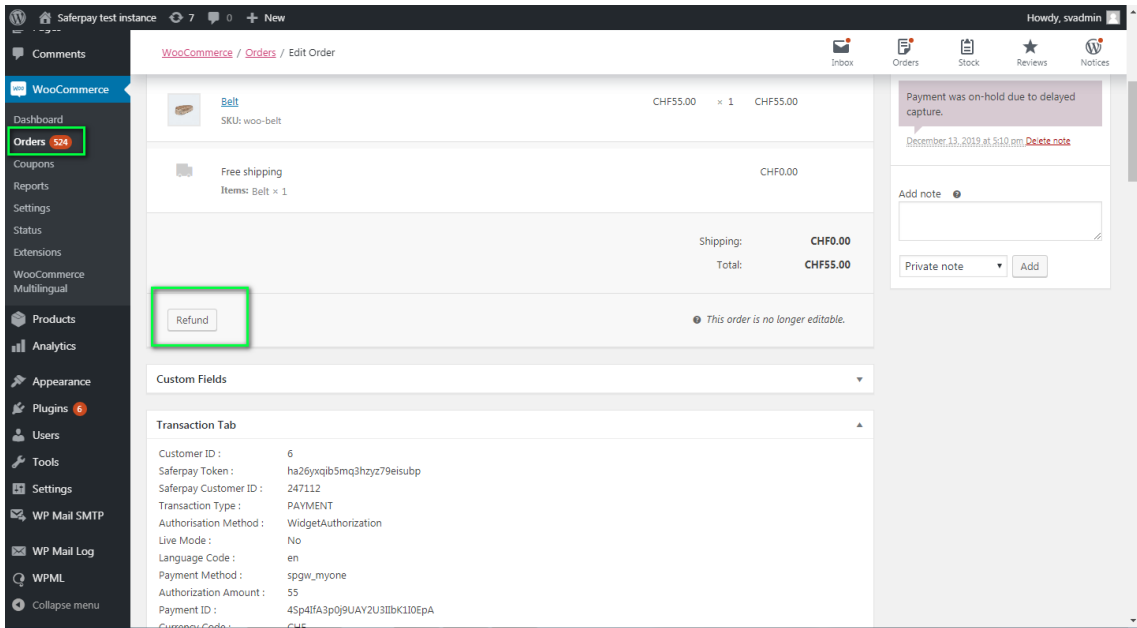 Saferpay test instance 7 0 + New Howdy, svadmin
Comments
WooCommerce
Dashboard
Orders 524
Coupons
Reports
Settings
Status
Extensions
WooCommerce
Multilingual
Products
Analytics
Appearance
Plugins 6
Users
Tools
Settings
WP Mail SMTP
WP Mail Log
WPML
Collapse menu
WooCommerce / Orders / Edit Order
Inbox Orders Stock Reviews Notices
Belt CHF55.00 × 1 CHF55.00
SKU: woo-belt
Free shipping CHF0.00
Items: Belt × 1
Shipping: CHF0.00
Total: CHF55.00
Refund This order is no longer editable.
Custom Fields
Transaction Tab
Customer ID : 6
Saferpay Token : ha26yxqib5mq3hzyz79eisubp
Saferpay Customer ID : 247112
Transaction Type : PAYMENT
Authorisation Method : WidgetAuthorization
Live Mode : No
Language Code : en
Payment Method : spgw_myone
Authorization Amount : 55
Payment ID : 4Sp4IfA3p0j9UAY2U3IIbK1I0EpA
Currency Code : CHF
Payment was on-hold due to delayed
capture.
December 13, 2019 at 5:10 pm Delete note
Add note
Private note Add